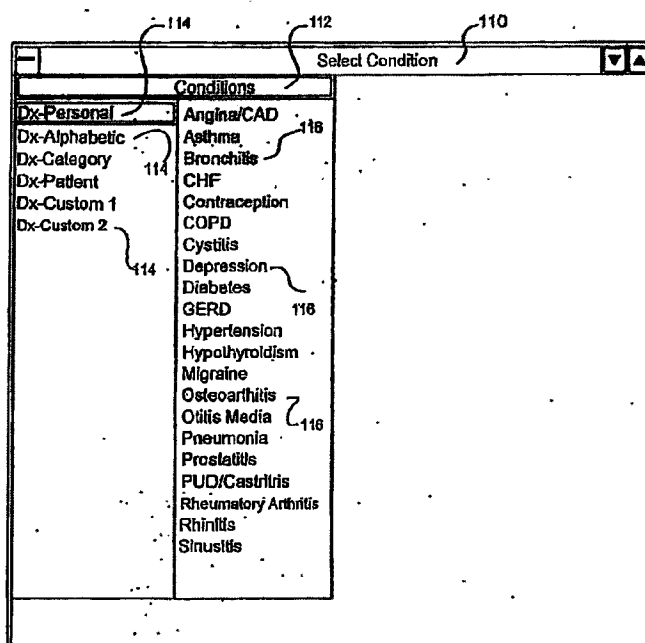 114 112 110
Select Condition
Conditions
Dx-Personal
Dx-Alphabetic
114
Dx-Category
Dx-Patient
Dx-Custom 1
Dx-Custom 2
114
Angina/CAD
116
Asthma
Bronchitis
CHF
Contraception
COPD
Cystitis
Depression
Diabetes
116
GERD
Hypertension
Hypothyroidism
Migraine
Osteoarthitis
Otitis Media
116
Pneumonia
Prostatitis
PUD/Castritris
Rheumatory Arthritis
Rhinitis
Sinusitis